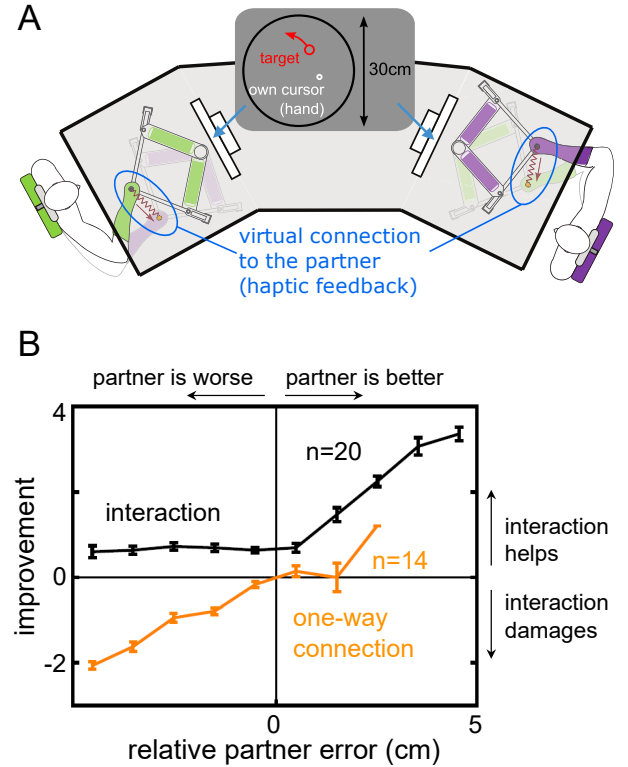 A
target
own cursor
(hand)
30cm
virtual connection
to the partner
(haptic feedback)
B
partner is worse
partner is better
4
n=20
interaction
n=14
0
one-way
connection
-2
improvement
interaction
helps
interaction
damages
0
5
relative partner error (cm)